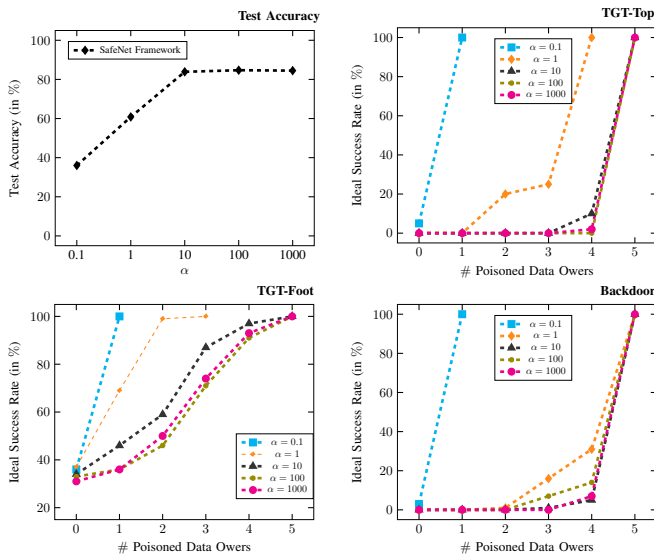 Test Accuracy
100
80
60
40
20
0
Test Accuracy (in %)
SafeNet Framework
0.1 1 10 100 1000
α
TGT-Top
100
80
60
40
20
0
Ideal Success Rate (in %)
α = 0.1
α = 1
α = 10
α = 100
α = 1000
0 1 2 3 4 5
# Poisoned Data Owers
TGT-Foot
100
80
60
40
20
Ideal Success Rate (in %)
α = 0.1
α = 1
α = 10
α = 100
α = 1000
0 1 2 3 4 5
# Poisoned Data Owers
Backdoor
100
80
60
40
20
0
Ideal Success Rate (in %)
α = 0.1
α = 1
α = 10
α = 100
α = 1000
0 1 2 3 4 5
# Poisoned Data Owers